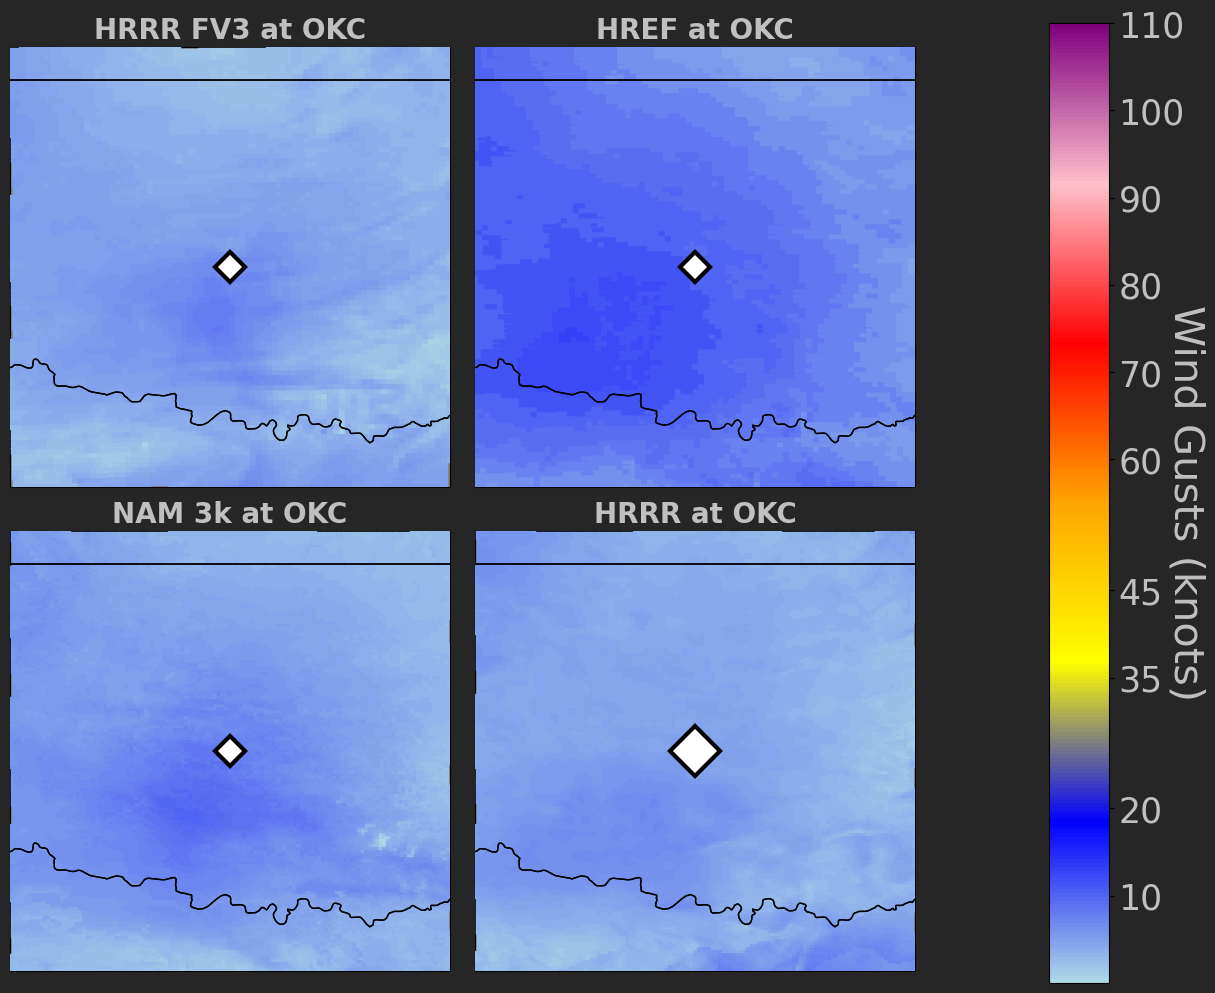 HRRR FV3 at OKC
HREF at OKC
NAM 3k at OKC
HRRR at OKC
110
100
90
80
70
60
45
35
20
10
Wind Gusts (knots)